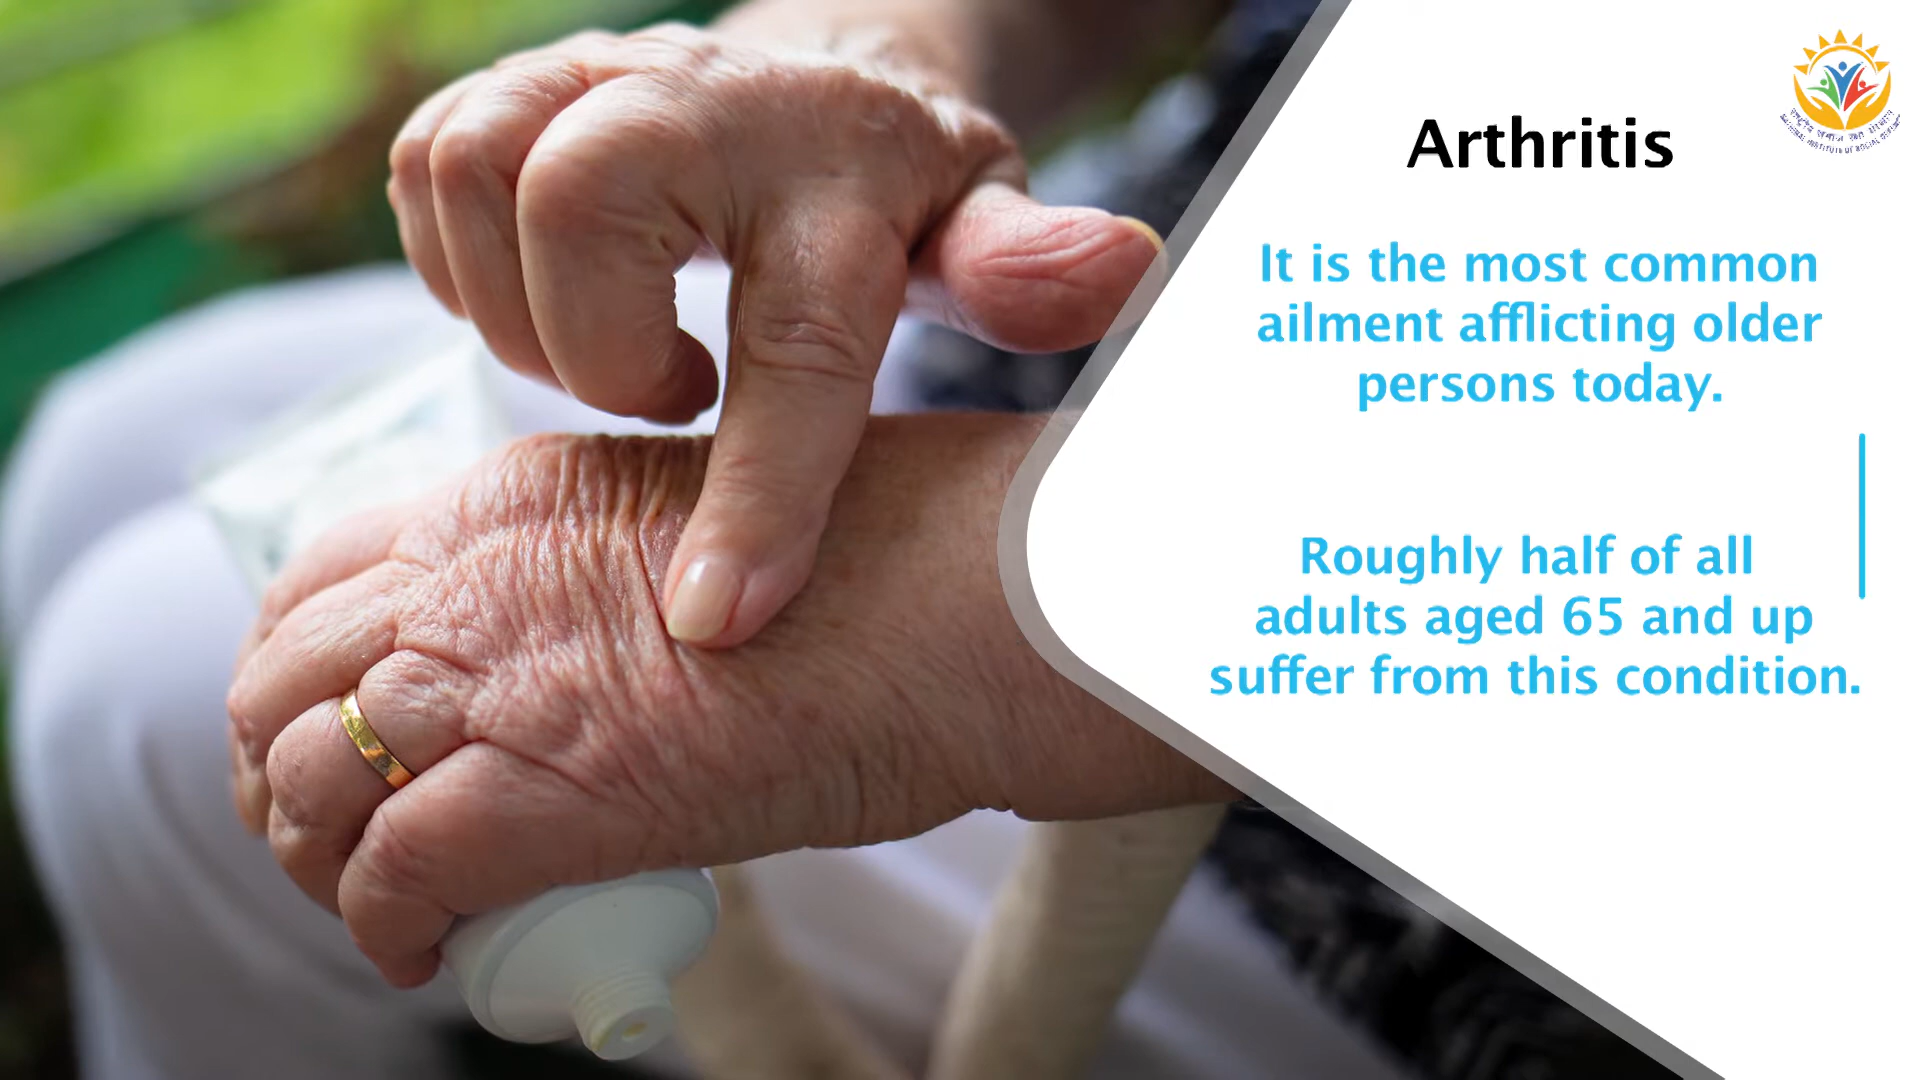 Arthritis
It is the most common
ailment afflicting older
persons today.
Roughly half of all
adults aged 65 and up
suffer from this condition.